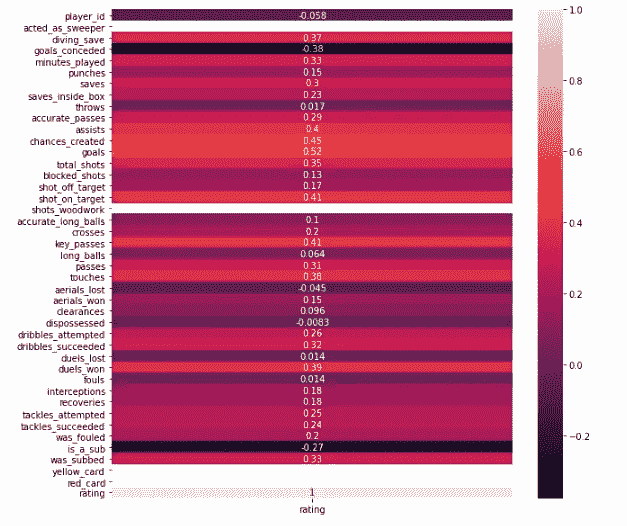 player_id -0.058
acted_as_sweeper
diving_save 0.37
goals_conceded -0.38
minutes_played 0.33
punches 0.15
saves 0.3
saves_inside_box 0.23
throws 0.017
accurate_passes 0.29
assists 0.4
chances_created 0.45
goals 0.52
total_shots 0.35
blocked_shots 0.13
shot_off_target 0.17
shot_on_target 0.41
shots_woodwork
accurate_long_balls 0.1
crosses 0.2
key_passes 0.41
long_balls 0.064
passes 0.31
touches 0.38
aerials_lost -0.045
aerials_won 0.15
clearances 0.096
dispossessed -0.0083
dribbles_attempted 0.26
dribbles_succeeded 0.32
duels_lost 0.014
duels_won 0.39
fouls 0.014
interceptions 0.18
recoveries 0.18
tackles_attempted 0.25
tackles_succeeded 0.24
was_fouled 0.2
is_a_sub -0.27
was_subbed 0.33
yellow_card
red_card
rating 1
rating
1.0
0.8
0.6
0.4
0.2
0.0
-0.2